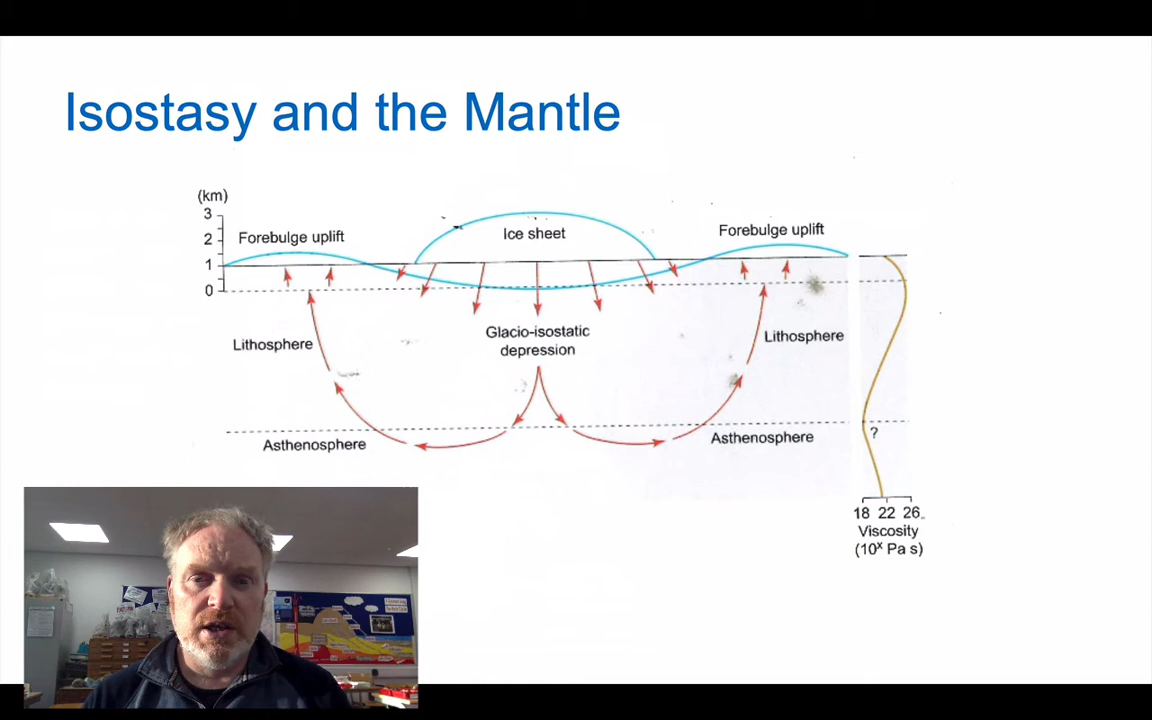 Isostasy and the Mantle
(km)
3
2
1
0
Forebulge uplift
Ice sheet
Forebulge uplift
Glacio-isostatic
depression
Lithosphere
Lithosphere
Asthenosphere
Asthenosphere
?
18 22 26
Viscosity
(10ˣ Pa s)